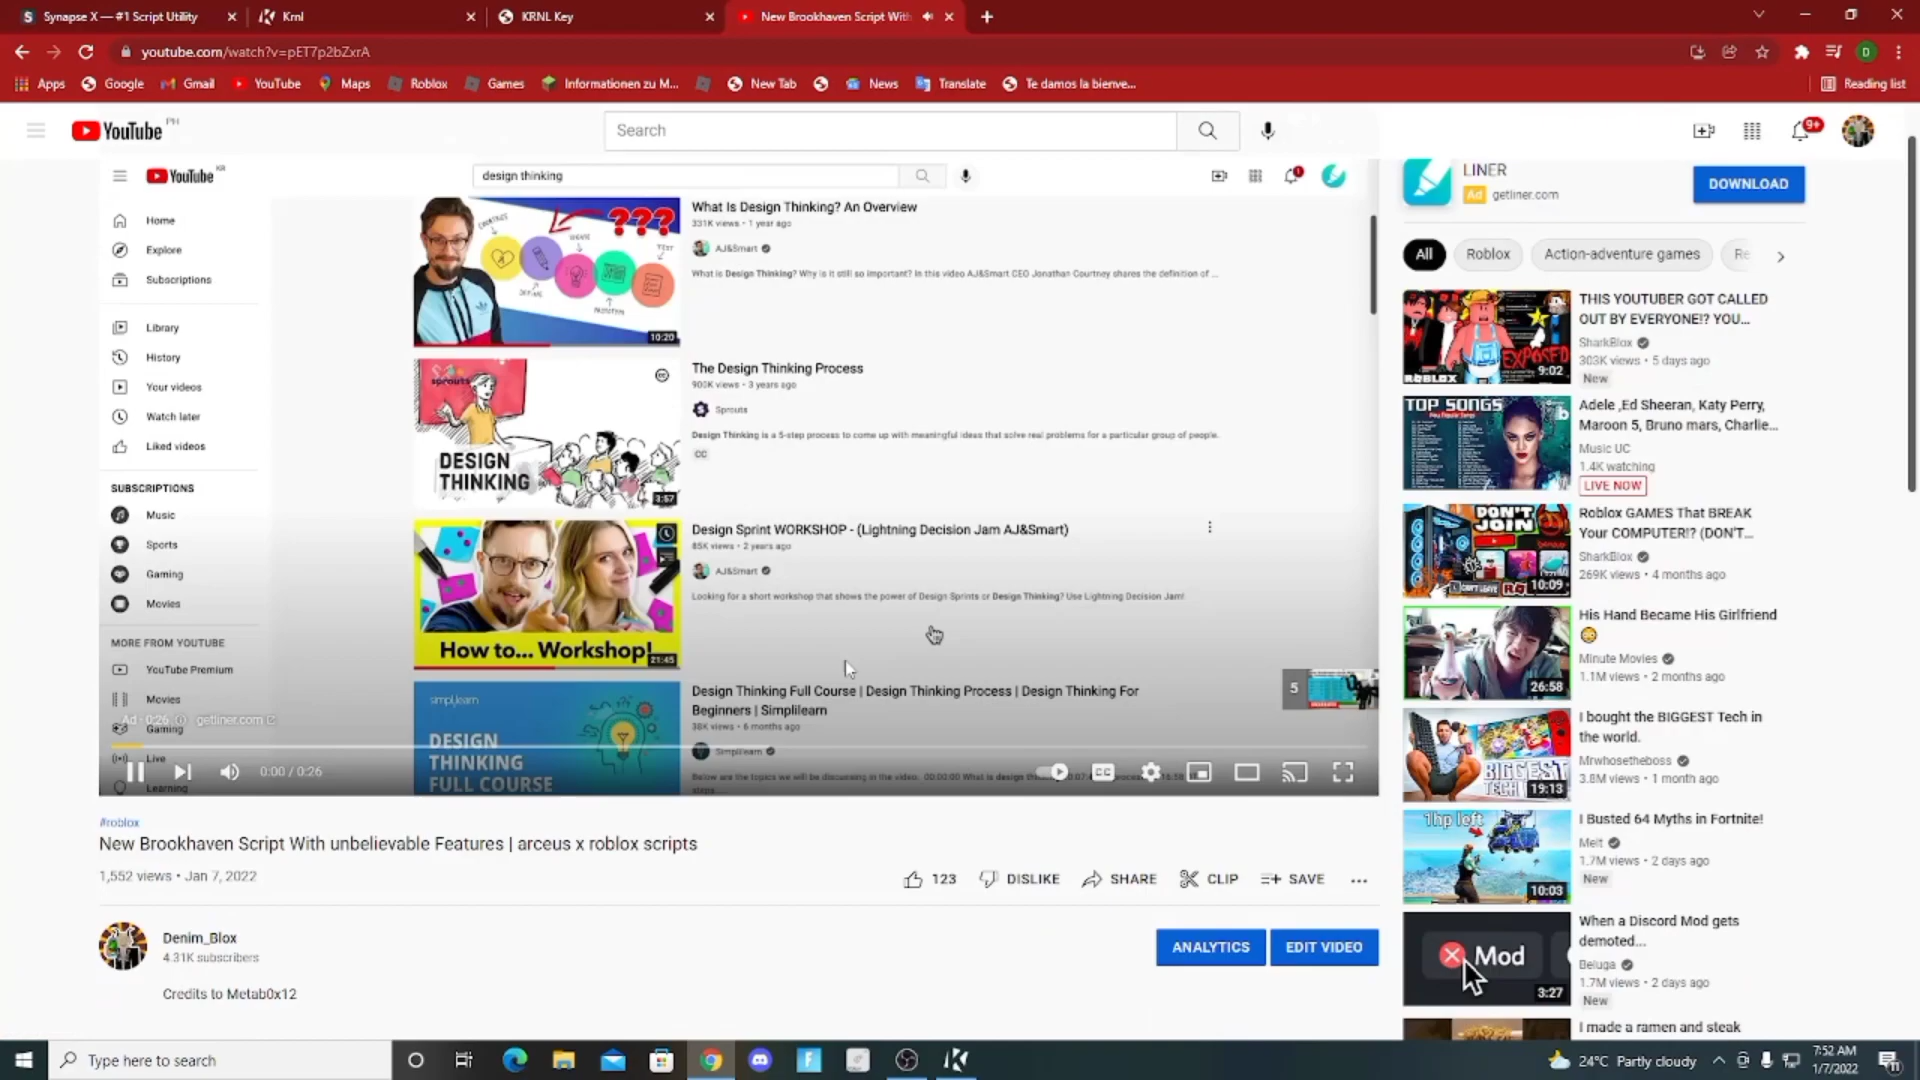 Synapse X — #1 Script Utility
Krnl
KRNL Key
New Brookhaven Script With
youtube.com/watch?v=pET7p2bZxrA
Apps
Google
Gmail
YouTube
Maps
Roblox
Games
Informationen zu M...
New Tab
News
Translate
Te damos la bienve...
Reading list
YouTube PH
Search
9+
YouTube KR
design thinking
Home
Explore
Subscriptions
Library
History
Your videos
Watch later
Liked videos
SUBSCRIPTIONS
Music
Sports
Gaming
Movies
MORE FROM YOUTUBE
YouTube Premium
Movies
Gaming
Live
Learning
???
10:20
What Is Design Thinking? An Overview
331K views • 1 year ago
AJ&Smart
What is Design Thinking? Why is it still so important? In this video AJ&Smart CEO Jonathan Courtney shares the definition of ...
sprouts
DESIGN
THINKING
3:57
The Design Thinking Process
900K views • 3 years ago
Sprouts
Design Thinking is a 5-step process to come up with meaningful ideas that solve real problems for a particular group of people.
CC
How to... Workshop!
21:45
Design Sprint WORKSHOP - (Lightning Decision Jam AJ&Smart)
85K views • 2 years ago
AJ&Smart
Looking for a short workshop that shows the power of Design Sprints or Design Thinking? Use Lightning Decision Jam!
simplilearn
DESIGN
THINKING
FULL COURSE
Design Thinking Full Course | Design Thinking Process | Design Thinking For
Beginners | Simplilearn
38K views • 6 months ago
Simplilearn
5
Ad • 0:26 getliner.com
0:00 / 0:26
CC
#roblox
New Brookhaven Script With unbelievable Features | arceus x roblox scripts
1,552 views • Jan 7, 2022
123
DISLIKE
SHARE
CLIP
SAVE
Denim_Blox
4.31K subscribers
ANALYTICS
EDIT VIDEO
Credits to Metab0x12
LINER
Ad getliner.com
DOWNLOAD
All
Roblox
Action-adventure games
Re
EXPOSED
ROBLOX
9:02
THIS YOUTUBER GOT CALLED
OUT BY EVERYONE!? YOU...
SharkBlox
303K views • 5 days ago
New
TOP SONGS
Adele ,Ed Sheeran, Katy Perry,
Maroon 5, Bruno mars, Charlie...
Music UC
1.4K watching
LIVE NOW
DON'T
JOIN
10:09
Roblox GAMES That BREAK
Your COMPUTER!? (DON'T...
SharkBlox
269K views • 4 months ago
26:58
His Hand Became His Girlfriend
Minute Movies
1.1M views • 2 months ago
BIGGEST
TECH
19:13
I bought the BIGGEST Tech in
the world.
Mrwhosetheboss
3.8M views • 1 month ago
1hp left
10:03
I Busted 64 Myths in Fortnite!
Melt
1.7M views • 2 days ago
New
Mod
3:27
When a Discord Mod gets
demoted...
Beluga
1.7M views • 2 days ago
New
I made a ramen and steak
Type here to search
24°C Partly cloudy
7:52 AM
1/7/2022
11